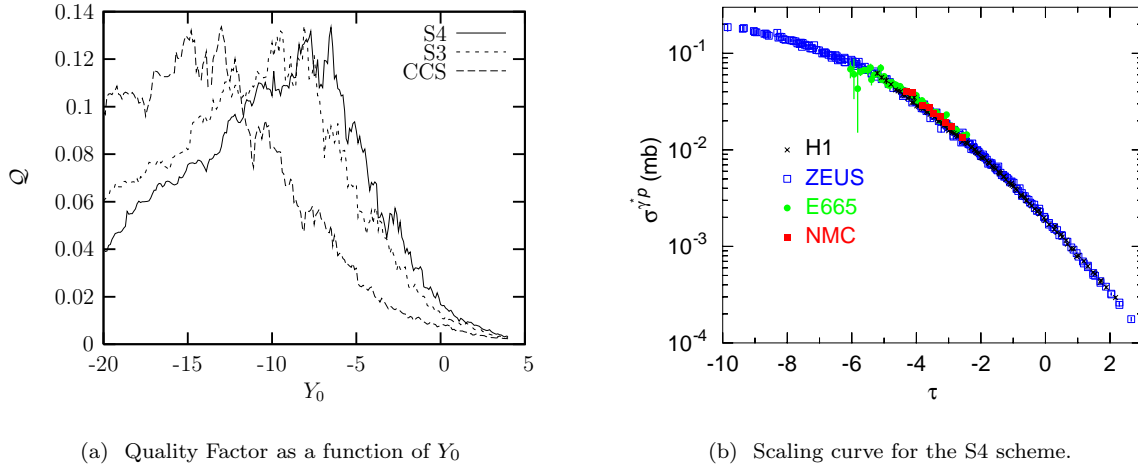 0.14
0.12
0.1
0.08
0.06
0.04
0.02
0
-20
-15
-10
-5
0
5
𝒬
Y₀
S4
S3
CCS
(a) Quality Factor as a function of Y₀
10⁻¹
10⁻²
10⁻³
10⁻⁴
-10
-8
-6
-4
-2
0
2
σ^γ*p (mb)
τ
H1
ZEUS
E665
NMC
(b) Scaling curve for the S4 scheme.